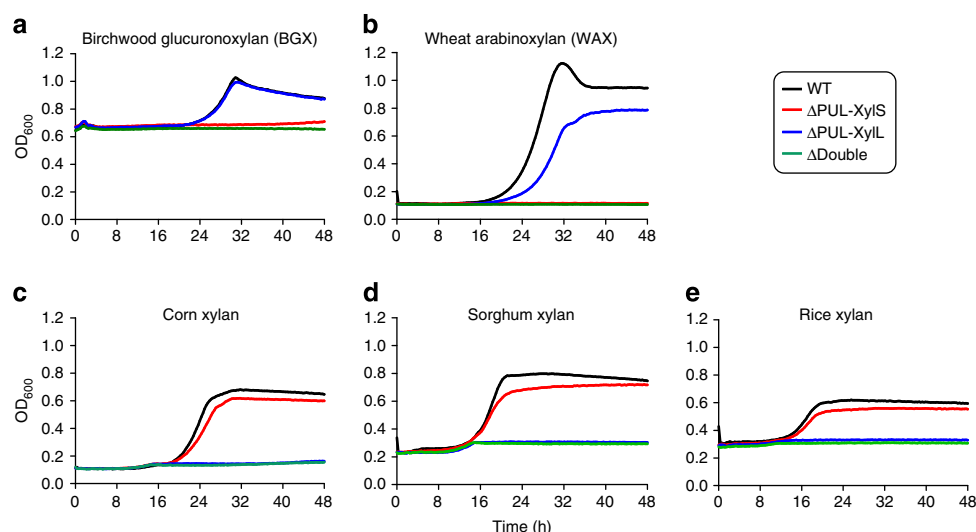 a
Birchwood glucuronoxylan (BGX)
1.2
1.0
0.8
0.6
0.4
0.2
0.0
OD600
0 8 16 24 32 40 48
b
Wheat arabinoxylan (WAX)
1.2
1.0
0.8
0.6
0.4
0.2
0.0
0 8 16 24 32 40 48
WT
ΔPUL-XylS
ΔPUL-XylL
ΔDouble
c
Corn xylan
1.2
1.0
0.8
0.6
0.4
0.2
0.0
OD600
0 8 16 24 32 40 48
d
Sorghum xylan
1.2
1.0
0.8
0.6
0.4
0.2
0.0
0 8 16 24 32 40 48
Time (h)
e
Rice xylan
1.2
1.0
0.8
0.6
0.4
0.2
0.0
0 8 16 24 32 40 48